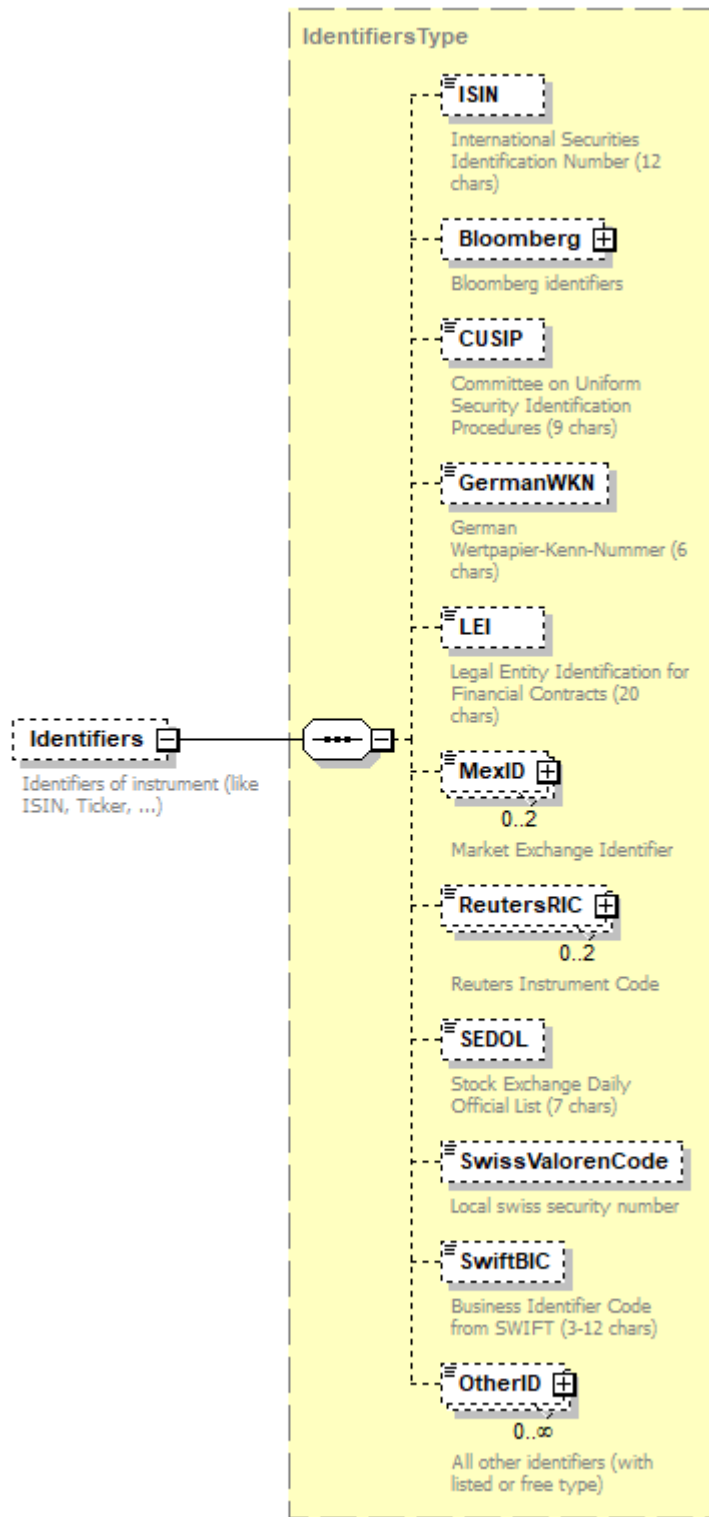 IdentifiersType
ISIN
International Securities
Identification Number (12
chars)
Bloomberg
Bloomberg identifiers
CUSIP
Committee on Uniform
Security Identification
Procedures (9 chars)
GermanWKN
German
Wertpapier-Kenn-Nummer (6
chars)
LEI
Legal Entity Identification for
Financial Contracts (20
chars)
Identifiers
Identifiers of instrument (like
ISIN, Ticker, ...)
MexID
0..2
Market Exchange Identifier
ReutersRIC
0..2
Reuters Instrument Code
SEDOL
Stock Exchange Daily
Official List (7 chars)
SwissValorenCode
Local swiss security number
SwiftBIC
Business Identifier Code
from SWIFT (3-12 chars)
OtherID
0..∞
All other identifiers (with
listed or free type)